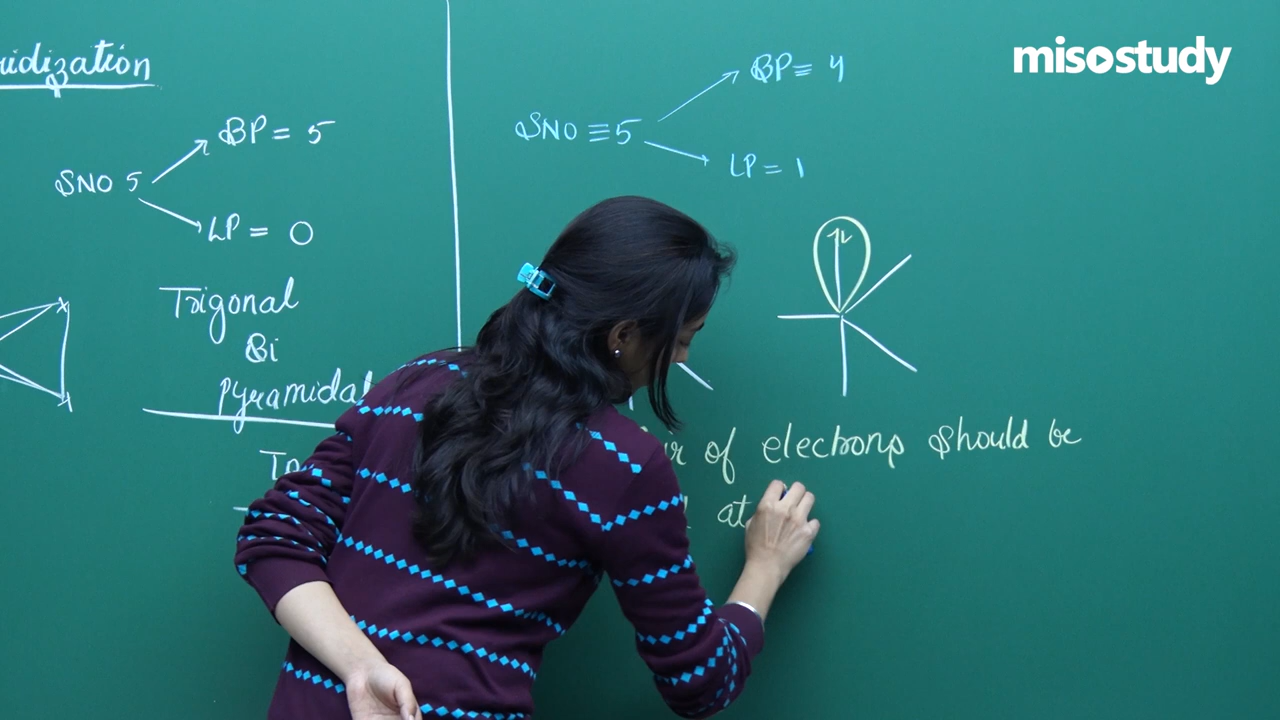 misostudy
SNO 5
BP = 5
LP = 0
Trigonal
Bi
Pyramidal
SNO ≡ 5
BP ≡ 4
LP = 1
of electrons should be
at